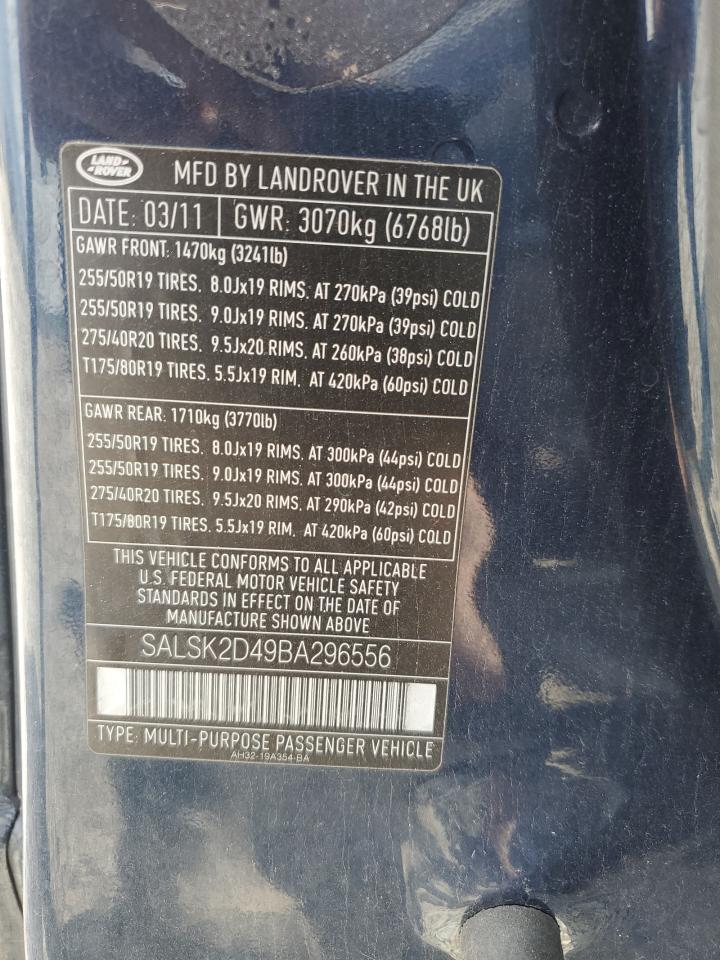 LAND ROVER
MFD BY LANDROVER IN THE UK
DATE: 03/11 GWR: 3070kg (6768lb)
GAWR FRONT: 1470kg (3241lb)
255/50R19 TIRES, 8.0Jx19 RIMS, AT 270kPa (39psi) COLD
255/50R19 TIRES, 9.0Jx19 RIMS, AT 270kPa (39psi) COLD
275/40R20 TIRES, 9.5Jx20 RIMS, AT 260kPa (38psi) COLD
T175/80R19 TIRES, 5.5Jx19 RIM, AT 420kPa (60psi) COLD
GAWR REAR: 1710kg (3770lb)
255/50R19 TIRES, 8.0Jx19 RIMS, AT 300kPa (44psi) COLD
255/50R19 TIRES, 9.0Jx19 RIMS, AT 300kPa (44psi) COLD
275/40R20 TIRES, 9.5Jx20 RIMS, AT 290kPa (42psi) COLD
T175/80R19 TIRES, 5.5Jx19 RIM, AT 420kPa (60psi) COLD
THIS VEHICLE CONFORMS TO ALL APPLICABLE
U.S. FEDERAL MOTOR VEHICLE SAFETY
STANDARDS IN EFFECT ON THE DATE OF
MANUFACTURE SHOWN ABOVE
SALSK2D49BA296556
TYPE: MULTI-PURPOSE PASSENGER VEHICLE
AH32-19A354-BA